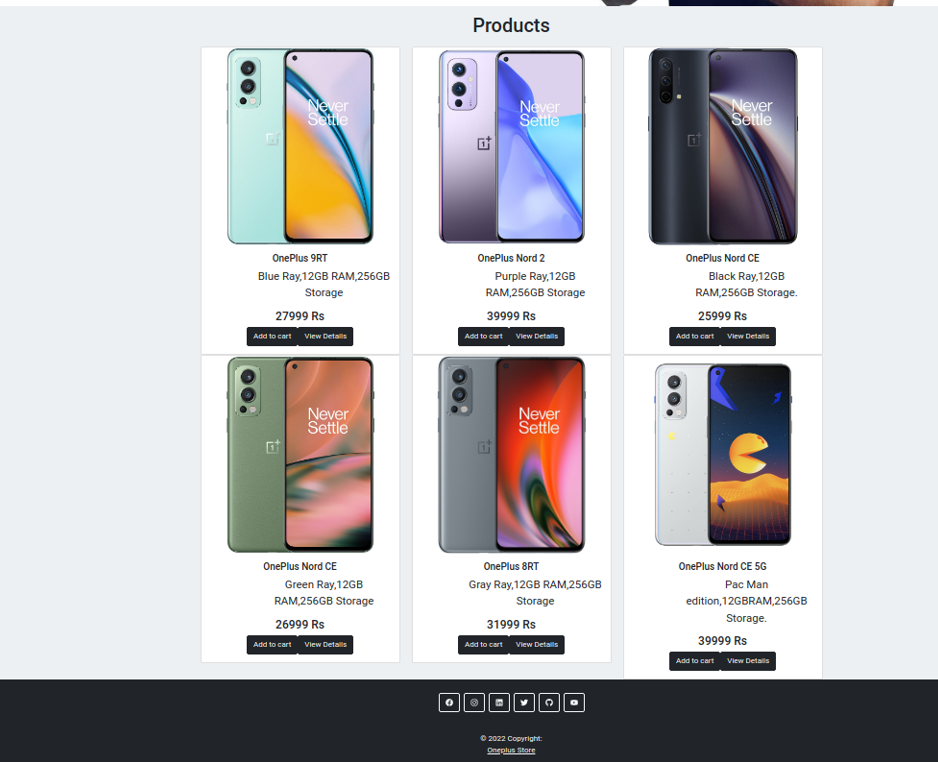 Products
Never
Settle
Never
Settle
Never
Settle
OnePlus 9RT
Blue Ray,12GB RAM,256GB
Storage
27999 Rs
Add to cart View Details
OnePlus Nord 2
Purple Ray,12GB
RAM,256GB Storage
39999 Rs
Add to cart View Details
OnePlus Nord CE
Black Ray,12GB
RAM,256GB Storage.
25999 Rs
Add to cart View Details
Never
Settle
Never
Settle
OnePlus Nord CE
Green Ray,12GB
RAM,256GB Storage
26999 Rs
Add to cart View Details
OnePlus 8RT
Gray Ray,12GB RAM,256GB
Storage
31999 Rs
Add to cart View Details
OnePlus Nord CE 5G
Pac Man
edition,12GBRAM,256GB
Storage.
39999 Rs
Add to cart View Details
© 2022 Copyright:
Oneplus Store